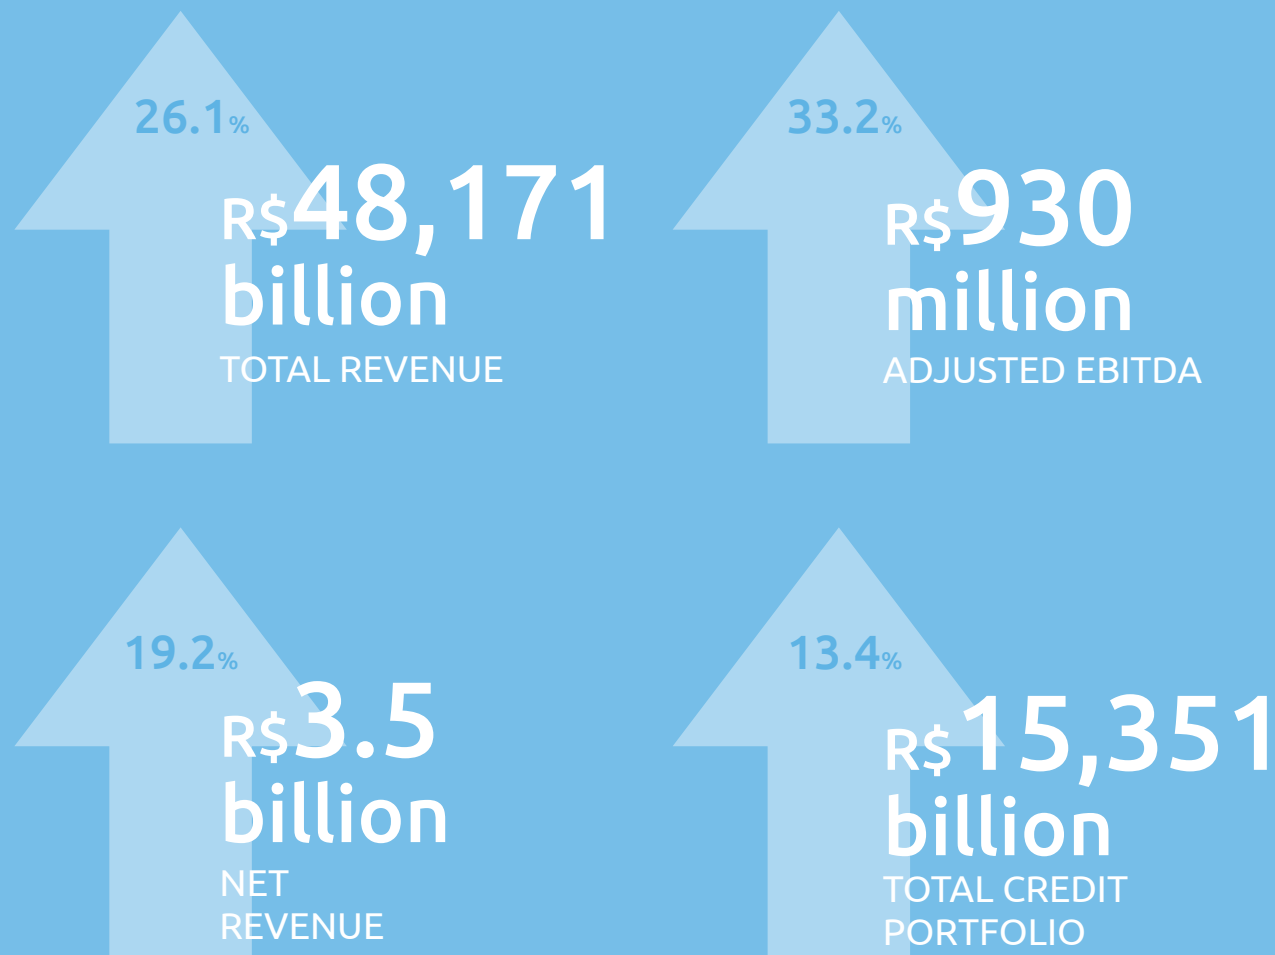 26.1%
R$48,171
billion
TOTAL REVENUE
33.2%
R$930
million
ADJUSTED EBITDA
19.2%
R$3.5
billion
NET
REVENUE
13.4%
R$15,351
billion
TOTAL CREDIT
PORTFOLIO